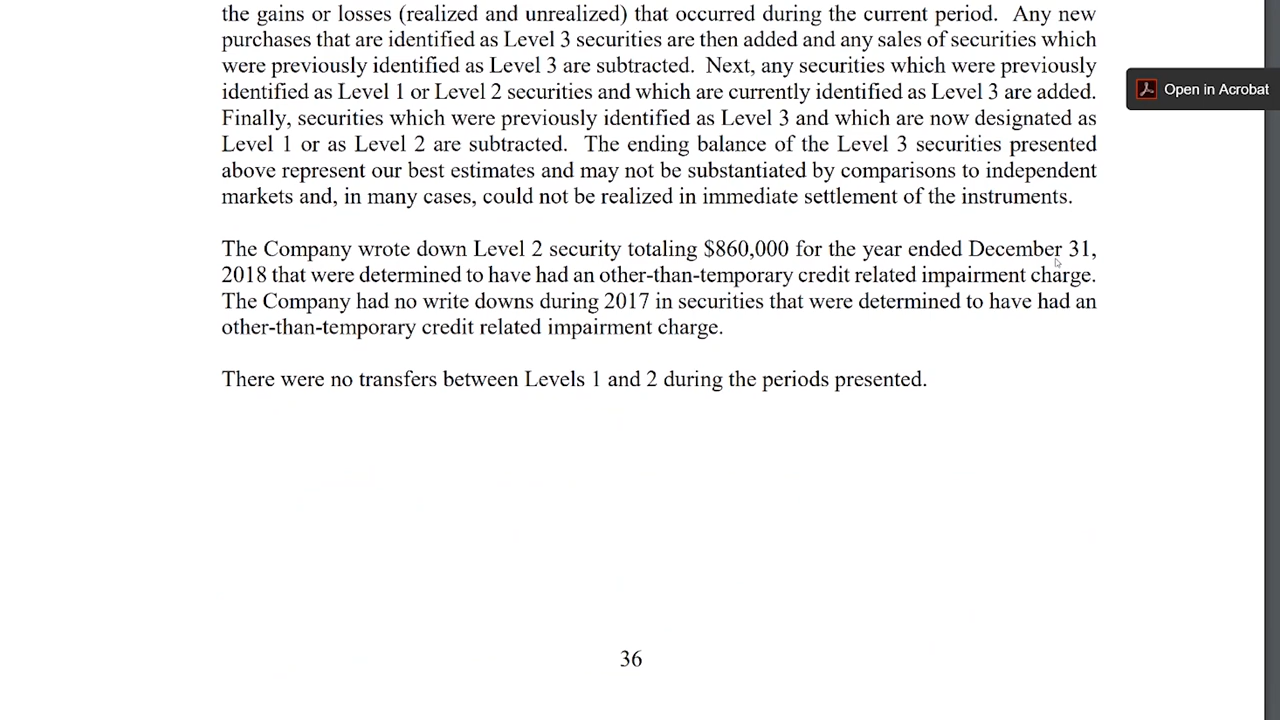 the gains or losses (realized and unrealized) that occurred during the current period. Any new
purchases that are identified as Level 3 securities are then added and any sales of securities which
were previously identified as Level 3 are subtracted. Next, any securities which were previously
identified as Level 1 or Level 2 securities and which are currently identified as Level 3 are added.
Finally, securities which were previously identified as Level 3 and which are now designated as
Level 1 or as Level 2 are subtracted. The ending balance of the Level 3 securities presented
above represent our best estimates and may not be substantiated by comparisons to independent
markets and, in many cases, could not be realized in immediate settlement of the instruments.
The Company wrote down Level 2 security totaling $860,000 for the year ended December 31,
2018 that were determined to have had an other-than-temporary credit related impairment charge.
The Company had no write downs during 2017 in securities that were determined to have had an
other-than-temporary credit related impairment charge.
There were no transfers between Levels 1 and 2 during the periods presented.
36
Open in Acrobat